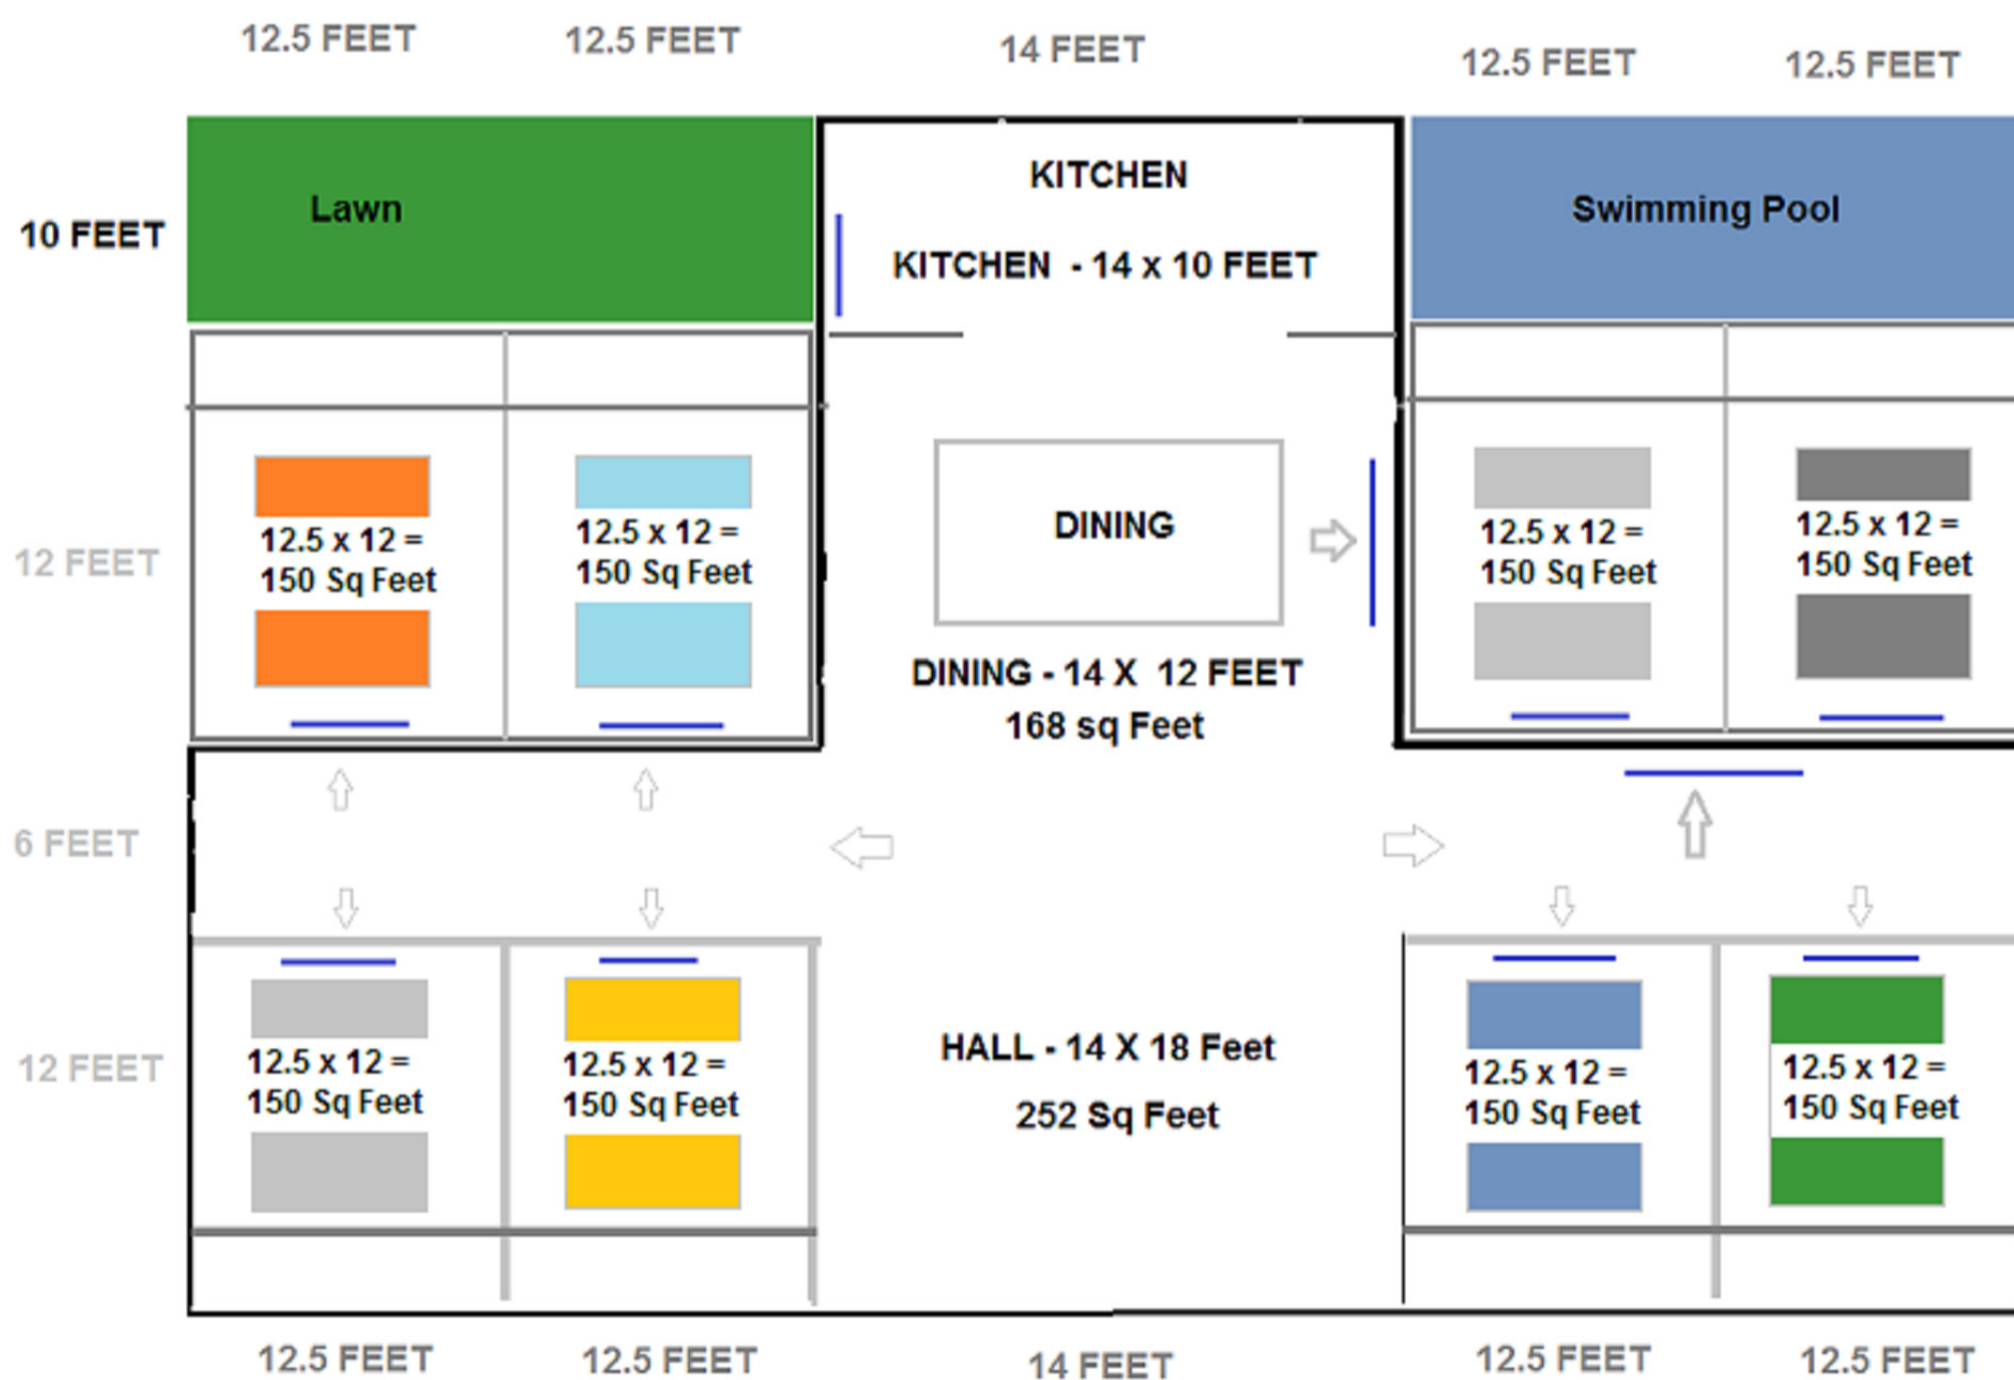 12.5 FEET
12.5 FEET
14 FEET
12.5 FEET
12.5 FEET
10 FEET
Lawn
KITCHEN
KITCHEN - 14 x 10 FEET
Swimming Pool
12 FEET
12.5 x 12 =
150 Sq Feet
12.5 x 12 =
150 Sq Feet
DINING
DINING - 14 X 12 FEET
168 sq Feet
12.5 x 12 =
150 Sq Feet
12.5 x 12 =
150 Sq Feet
6 FEET
12 FEET
12.5 x 12 =
150 Sq Feet
12.5 x 12 =
150 Sq Feet
HALL - 14 X 18 Feet
252 Sq Feet
12.5 x 12 =
150 Sq Feet
12.5 x 12 =
150 Sq Feet
12.5 FEET
12.5 FEET
14 FEET
12.5 FEET
12.5 FEET